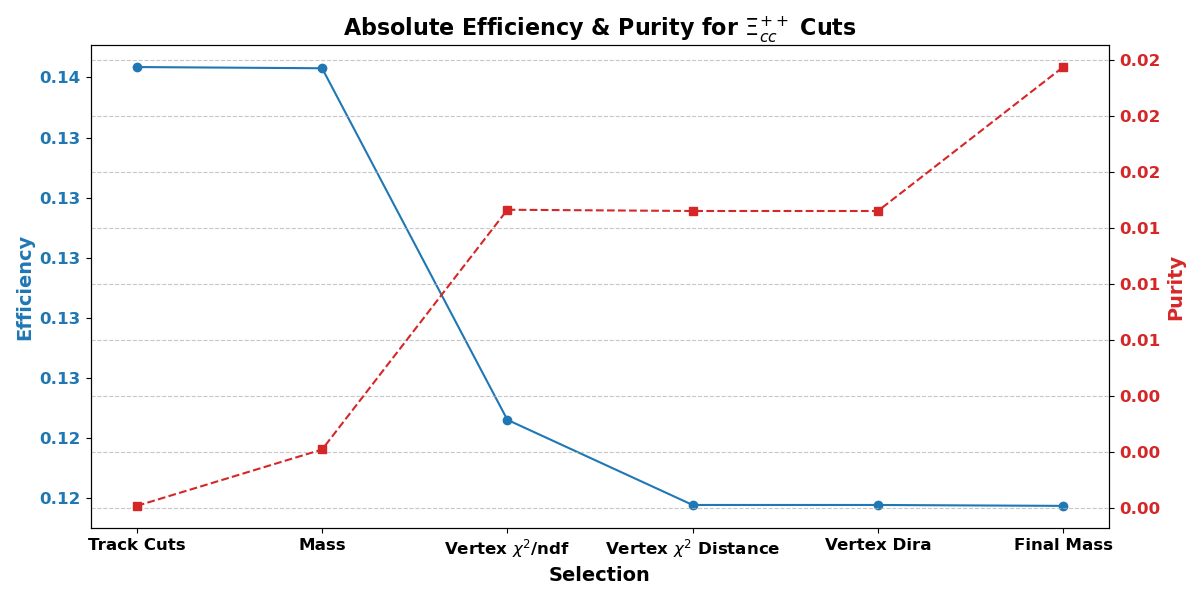 Absolute Efficiency & Purity for Ξ_{cc}^{++} Cuts
Efficiency
0.14
0.13
0.13
0.13
0.13
0.13
0.12
0.12
0.02
0.02
0.02
0.01
0.01
0.01
0.00
0.00
0.00
Purity
Track Cuts
Mass
Vertex χ²/ndf
Vertex χ² Distance
Vertex Dira
Final Mass
Selection